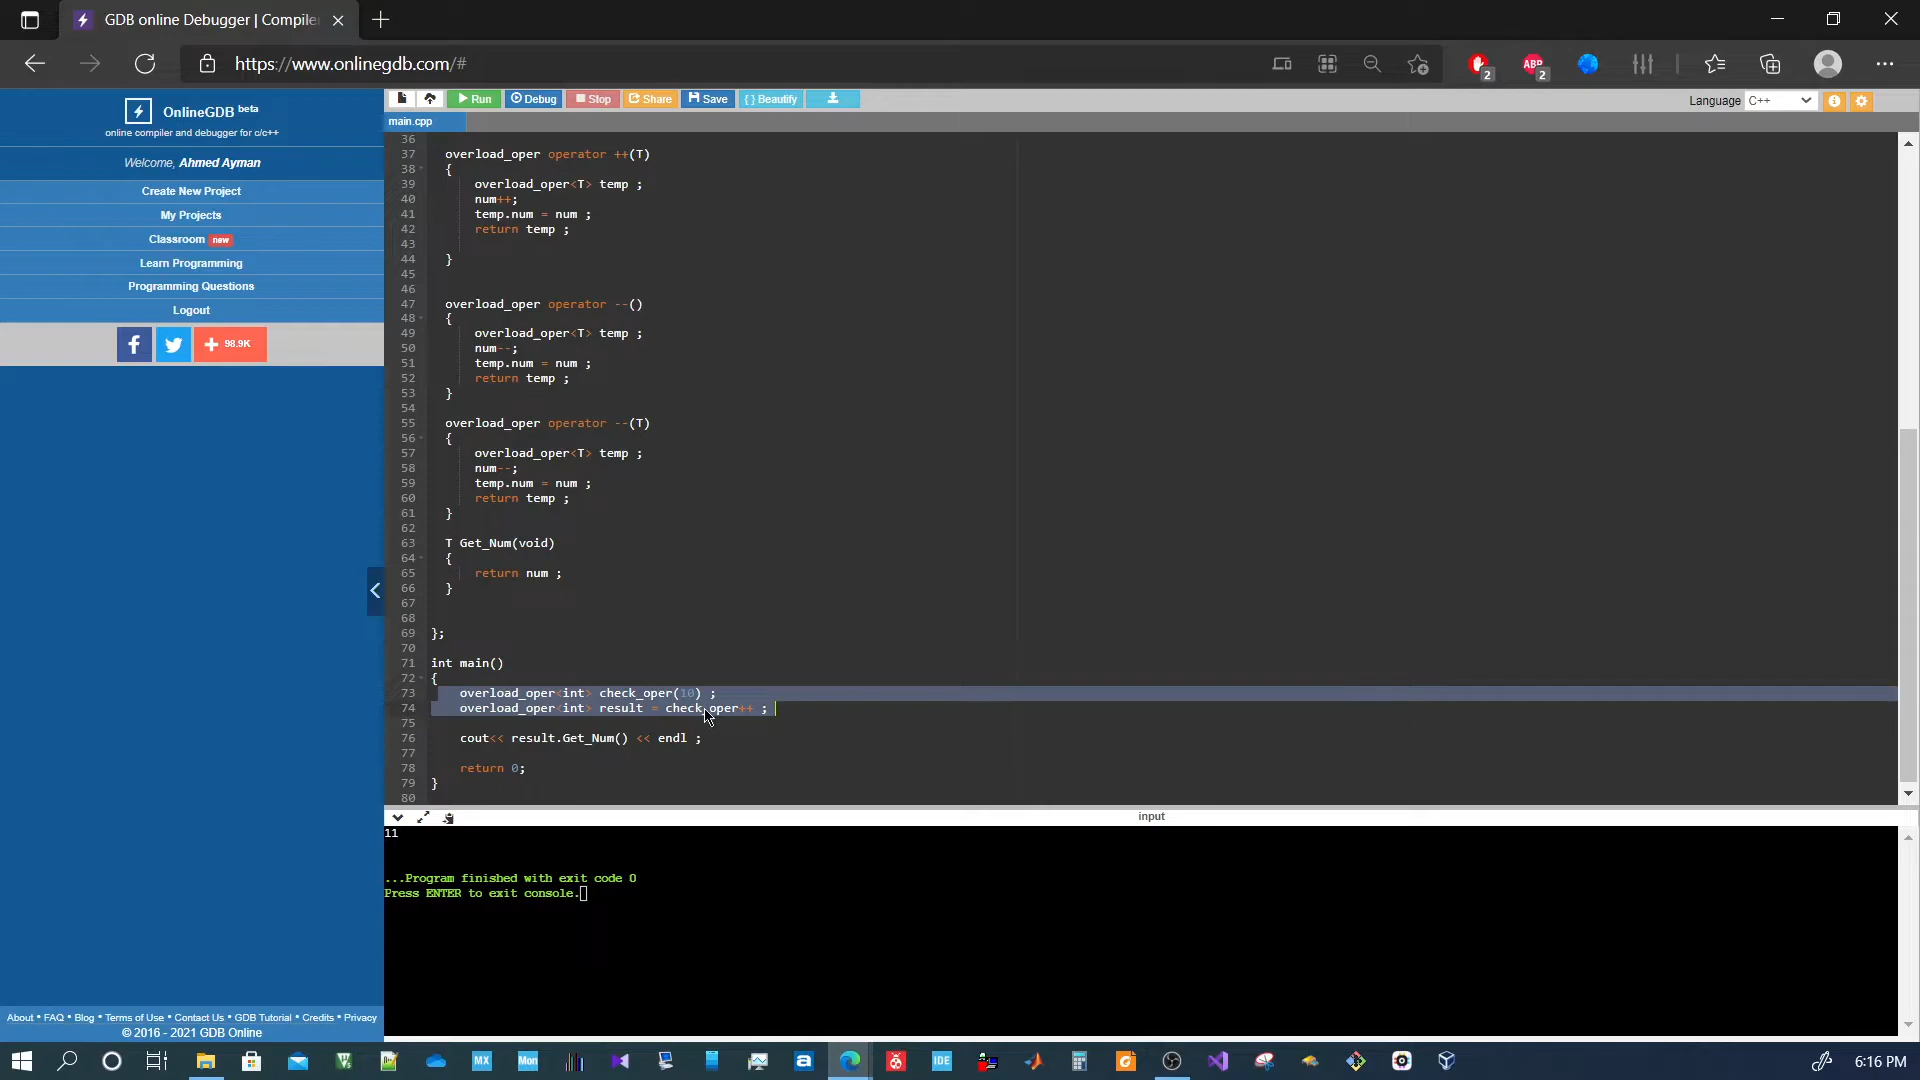 GDB online Debugger | Compiler
https://www.onlinegdb.com/#
2
ABP
2
OnlineGDB beta
online compiler and debugger for c/c++
Welcome, Ahmed Ayman
Create New Project
My Projects
Classroom new
Learn Programming
Programming Questions
Logout
98.9K
Run
Debug
Stop
Share
Save
{ } Beautify
Language C++
main.cpp
36
37 overload_oper operator ++(T)
38 {
39 overload_oper<T> temp ;
40 num++;
41 temp.num = num ;
42 return temp ;
43
44 }
45
46
47 overload_oper operator --()
48 {
49 overload_oper<T> temp ;
50 num--;
51 temp.num = num ;
52 return temp ;
53 }
54
55 overload_oper operator --(T)
56 {
57 overload_oper<T> temp ;
58 num--;
59 temp.num = num ;
60 return temp ;
61 }
62
63 T Get_Num(void)
64 {
65 return num ;
66 }
67
68
69 };
70
71 int main()
72 {
73 overload_oper<int> check_oper(10) ;
74 overload_oper<int> result = check_oper++ ;
75
76 cout<< result.Get_Num() << endl ;
77
78 return 0;
79 }
80
input
11
...Program finished with exit code 0
Press ENTER to exit console.
About • FAQ • Blog • Terms of Use • Contact Us • GDB Tutorial • Credits • Privacy
© 2016 - 2021 GDB Online
MX
Mon
a
IDE
6:16 PM